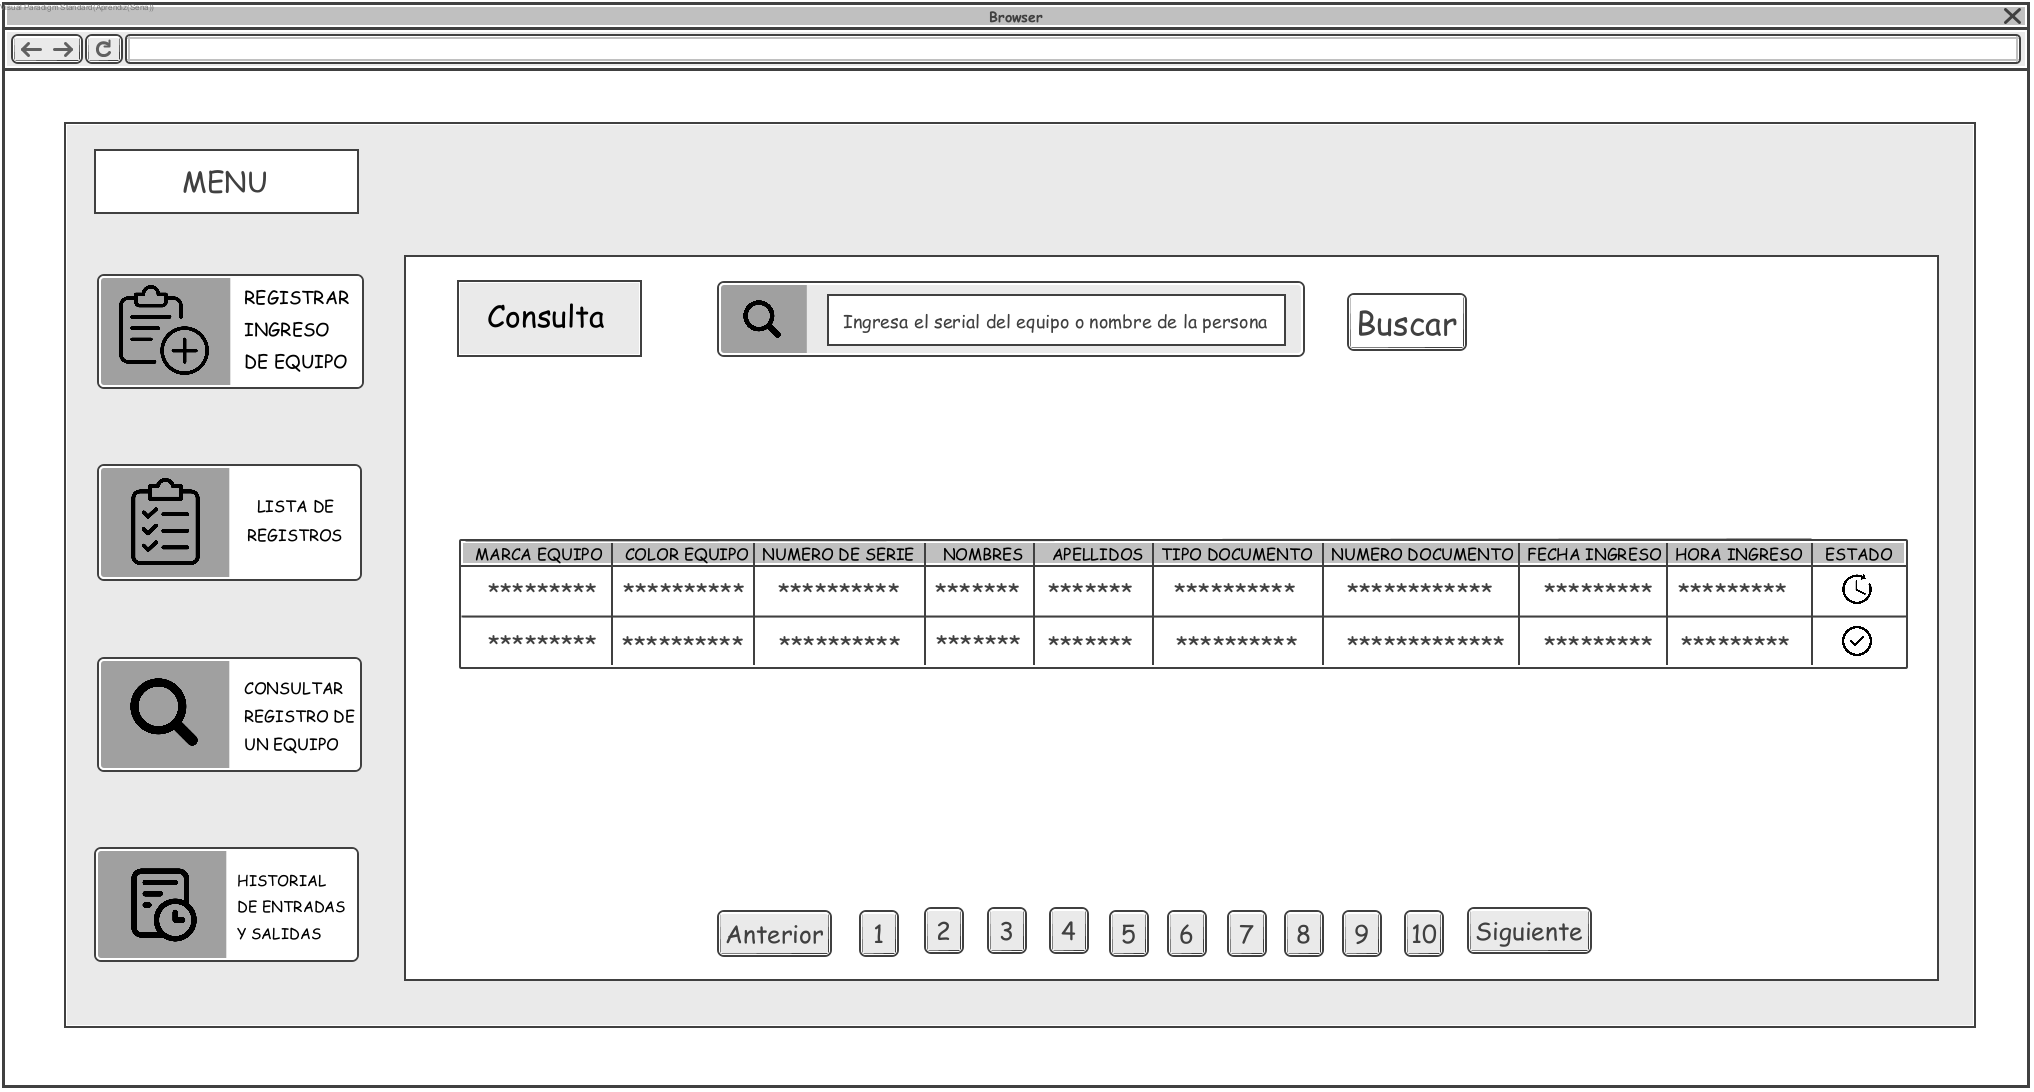 Visual Paradigm Standard(Aprendiz(Sena))
Browser
MENU
REGISTRAR
INGRESO
DE EQUIPO
LISTA DE
REGISTROS
CONSULTAR
REGISTRO DE
UN EQUIPO
HISTORIAL
DE ENTRADAS
Y SALIDAS
Consulta
Ingresa el serial del equipo o nombre de la persona
Buscar
MARCA EQUIPO COLOR EQUIPO NUMERO DE SERIE NOMBRES APELLIDOS TIPO DOCUMENTO NUMERO DOCUMENTO FECHA INGRESO HORA INGRESO ESTADO
********* ********** ********** ******* ******* ********** ************ ********* *********
********* ********** ********** ******* ******* ********** ************* ********* *********
Anterior 1 2 3 4 5 6 7 8 9 10 Siguiente